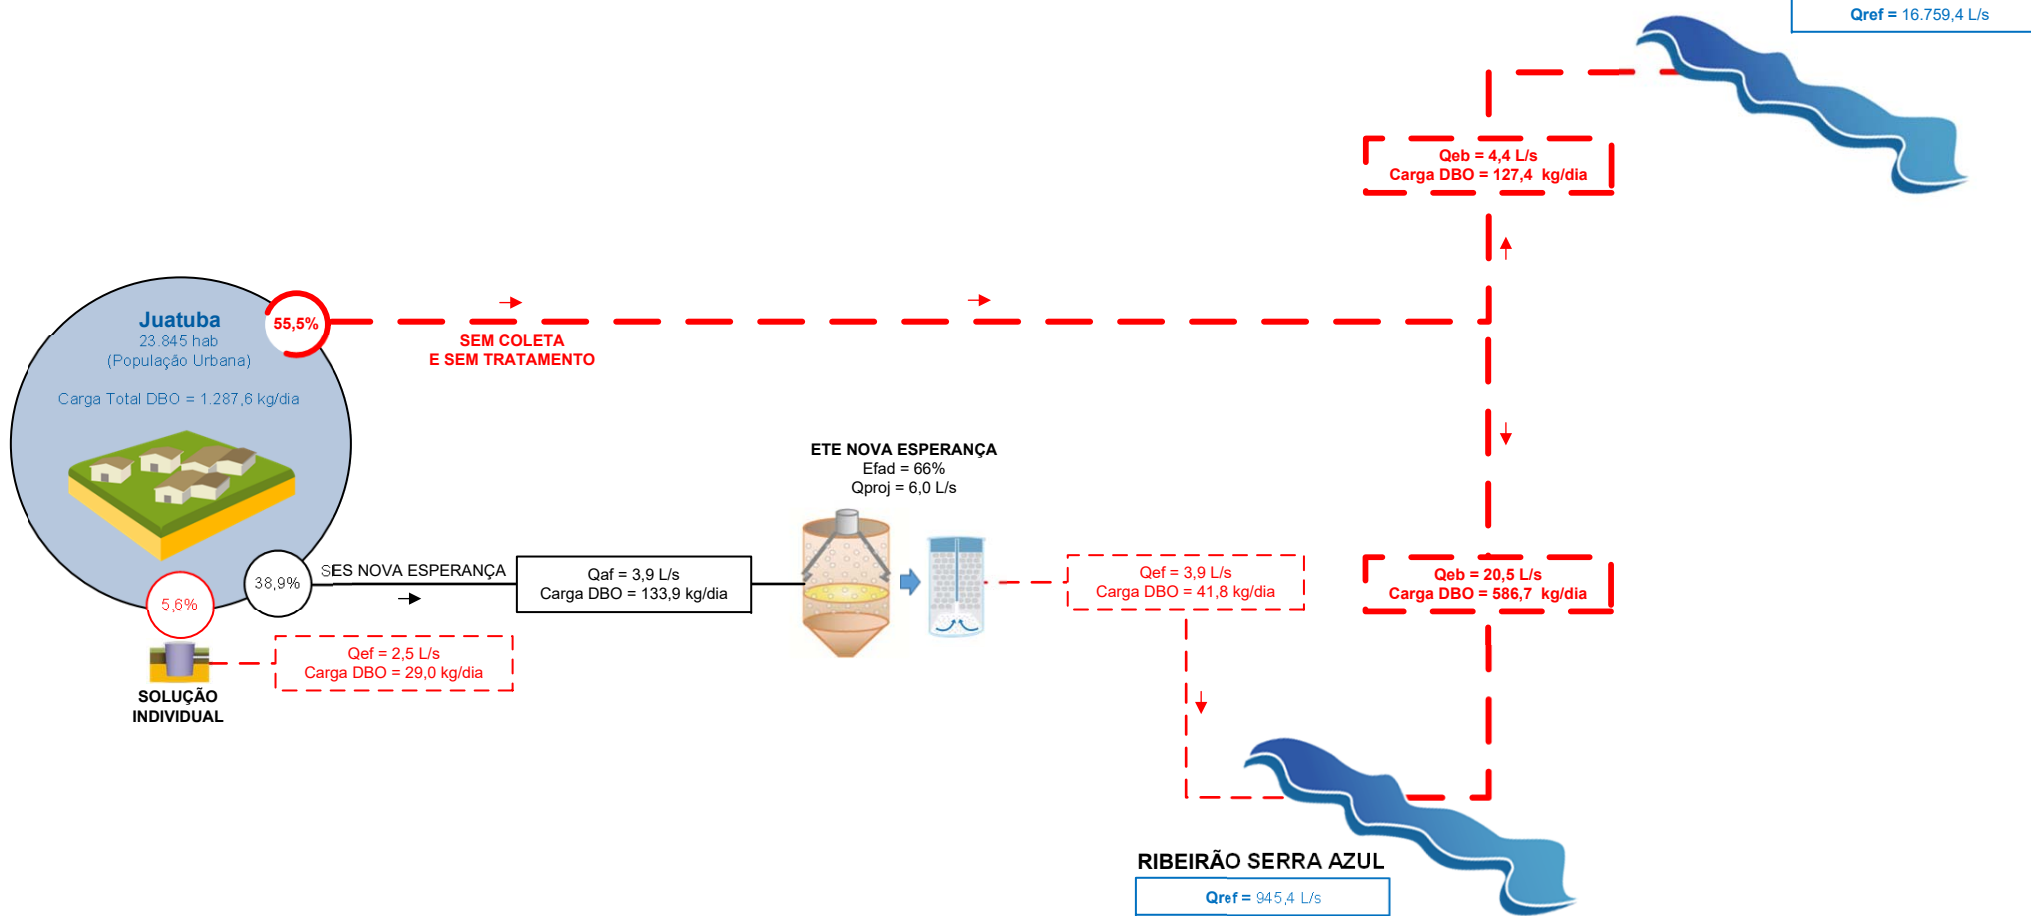 Qref = 16.759,4 L/s
Qeb = 4,4 L/s
Carga DBO = 127,4 kg/dia
Juatuba
23.845 hab
(População Urbana)
Carga Total DBO = 1.287,6 kg/dia
55,5%
SEM COLETA
E SEM TRATAMENTO
ETE NOVA ESPERANÇA
Efad = 66%
Qproj = 6,0 L/s
38,9%
SES NOVA ESPERANÇA
Qaf = 3,9 L/s
Carga DBO = 133,9 kg/dia
Qef = 3,9 L/s
Carga DBO = 41,8 kg/dia
Qeb = 20,5 L/s
Carga DBO = 586,7 kg/dia
5,6%
Qef = 2,5 L/s
Carga DBO = 29,0 kg/dia
SOLUÇÃO
INDIVIDUAL
RIBEIRÃO SERRA AZUL
Qref = 945,4 L/s